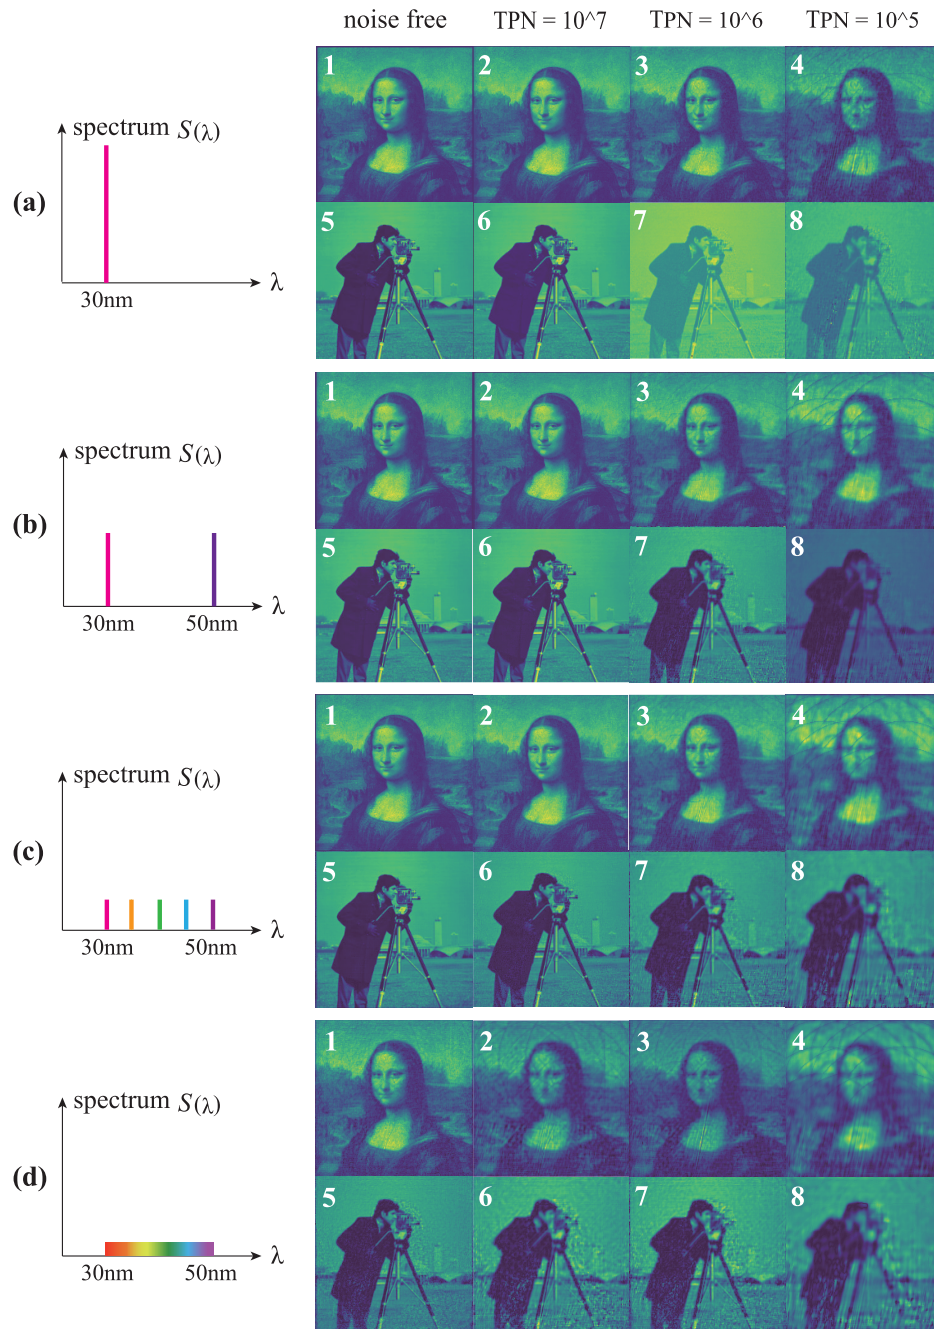 noise free TPN = 10^7 TPN = 10^6 TPN = 10^5
(a)
spectrum S(λ)
30nm
λ
1 2 3 4
5 6 7 8
(b)
spectrum S(λ)
30nm 50nm
λ
1 2 3 4
5 6 7 8
(c)
spectrum S(λ)
30nm 50nm
λ
1 2 3 4
5 6 7 8
(d)
spectrum S(λ)
30nm 50nm
λ
1 2 3 4
5 6 7 8